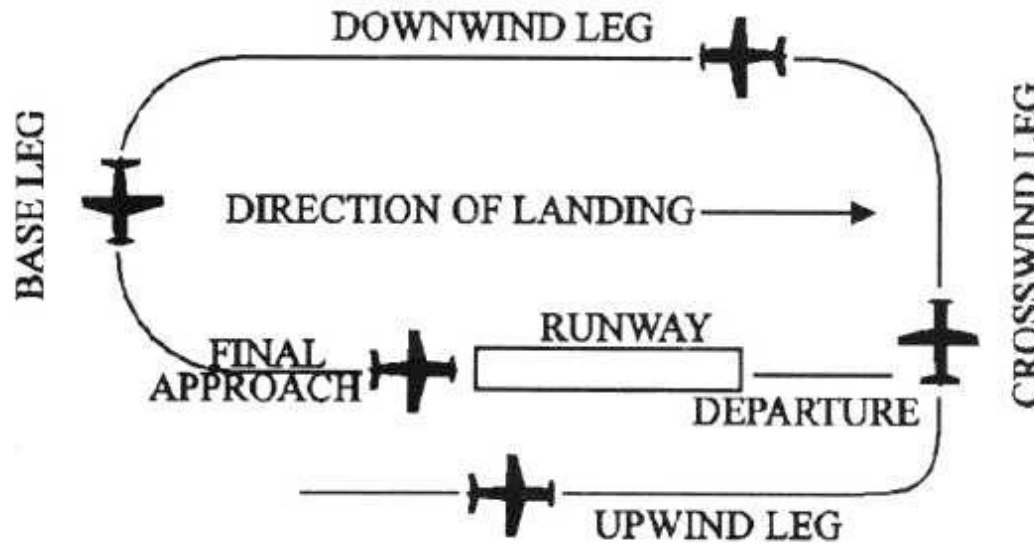 DOWNWIND LEG
BASE LEG
CROSSWIND LEG
DIRECTION OF LANDING
RUNWAY
FINAL
APPROACH
DEPARTURE
UPWIND LEG